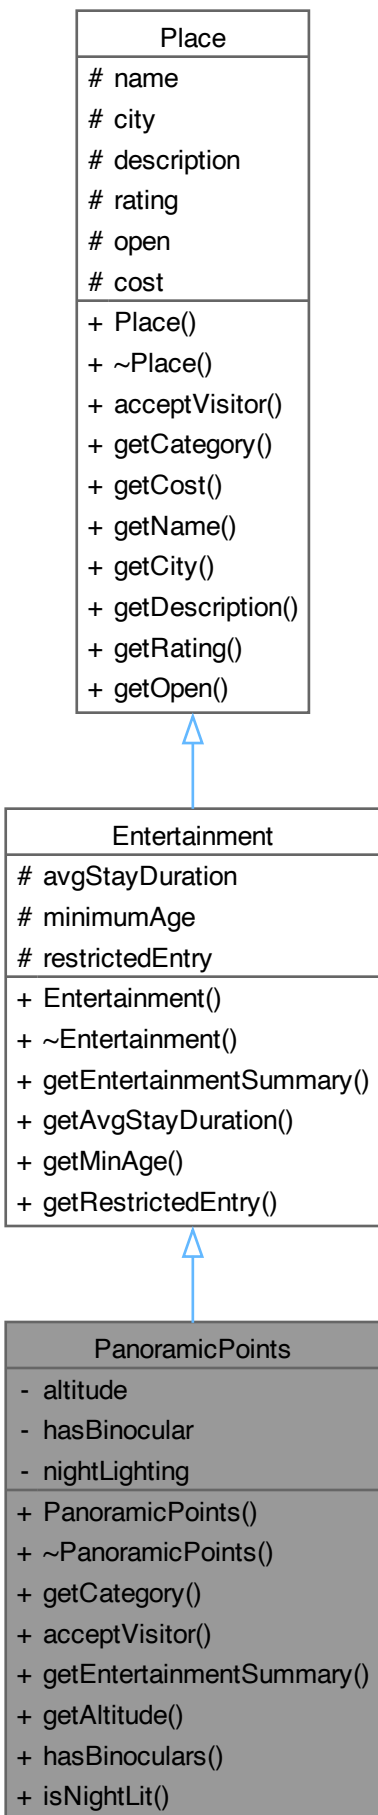 Place
# name
# city
# description
# rating
# open
# cost
+ Place()
+ ~Place()
+ acceptVisitor()
+ getCategory()
+ getCost()
+ getName()
+ getCity()
+ getDescription()
+ getRating()
+ getOpen()
Entertainment
# avgStayDuration
# minimumAge
# restrictedEntry
+ Entertainment()
+ ~Entertainment()
+ getEntertainmentSummary()
+ getAvgStayDuration()
+ getMinAge()
+ getRestrictedEntry()
PanoramicPoints
- altitude
- hasBinocular
- nightLighting
+ PanoramicPoints()
+ ~PanoramicPoints()
+ getCategory()
+ acceptVisitor()
+ getEntertainmentSummary()
+ getAltitude()
+ hasBinoculars()
+ isNightLit()